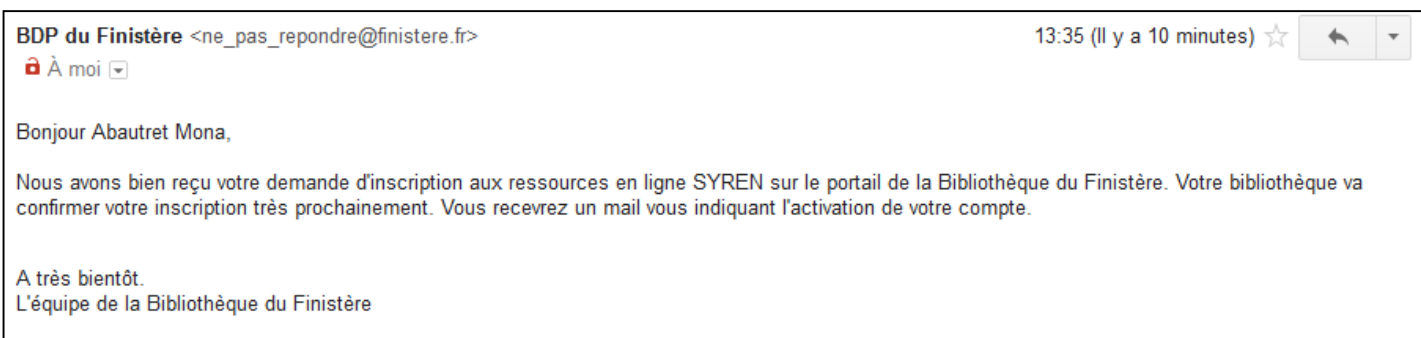 BDP du Finistère <ne_pas_repondre@finistere.fr> 13:35 (Il y a 10 minutes)
À moi
Bonjour Abautret Mona,
Nous avons bien reçu votre demande d'inscription aux ressources en ligne SYREN sur le portail de la Bibliothèque du Finistère. Votre bibliothèque va
confirmer votre inscription très prochainement. Vous recevrez un mail vous indiquant l'activation de votre compte.
A très bientôt.
L'équipe de la Bibliothèque du Finistère